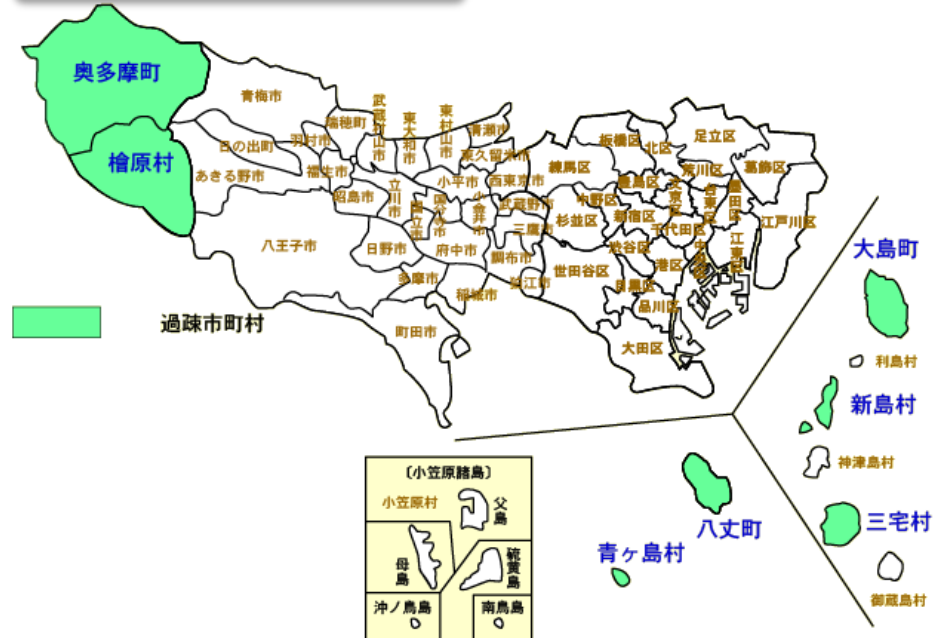 奥多摩町
檜原村
青梅市
日の出町
あきる野市
羽村市
瑞穂町
福生市
昭島市
武蔵村山市
立川市
東大和市
東村山市
清瀬市
東久留米市
小平市
西東京市
国立市
国分寺市
小金井市
武蔵野市
三鷹市
八王子市
日野市
府中市
調布市
多摩市
稲城市
狛江市
町田市
練馬区
板橋区
北区
足立区
荒川区
葛飾区
豊島区
文京区
台東区
墨田区
中野区
杉並区
新宿区
千代田区
江戸川区
渋谷区
中央区
江東区
世田谷区
港区
目黒区
品川区
大田区
過疎市町村
大島町
利島村
新島村
神津島村
三宅村
御蔵島村
八丈町
青ヶ島村
〔小笠原諸島〕
小笠原村
父島
母島
硫黄島
沖ノ鳥島
南鳥島